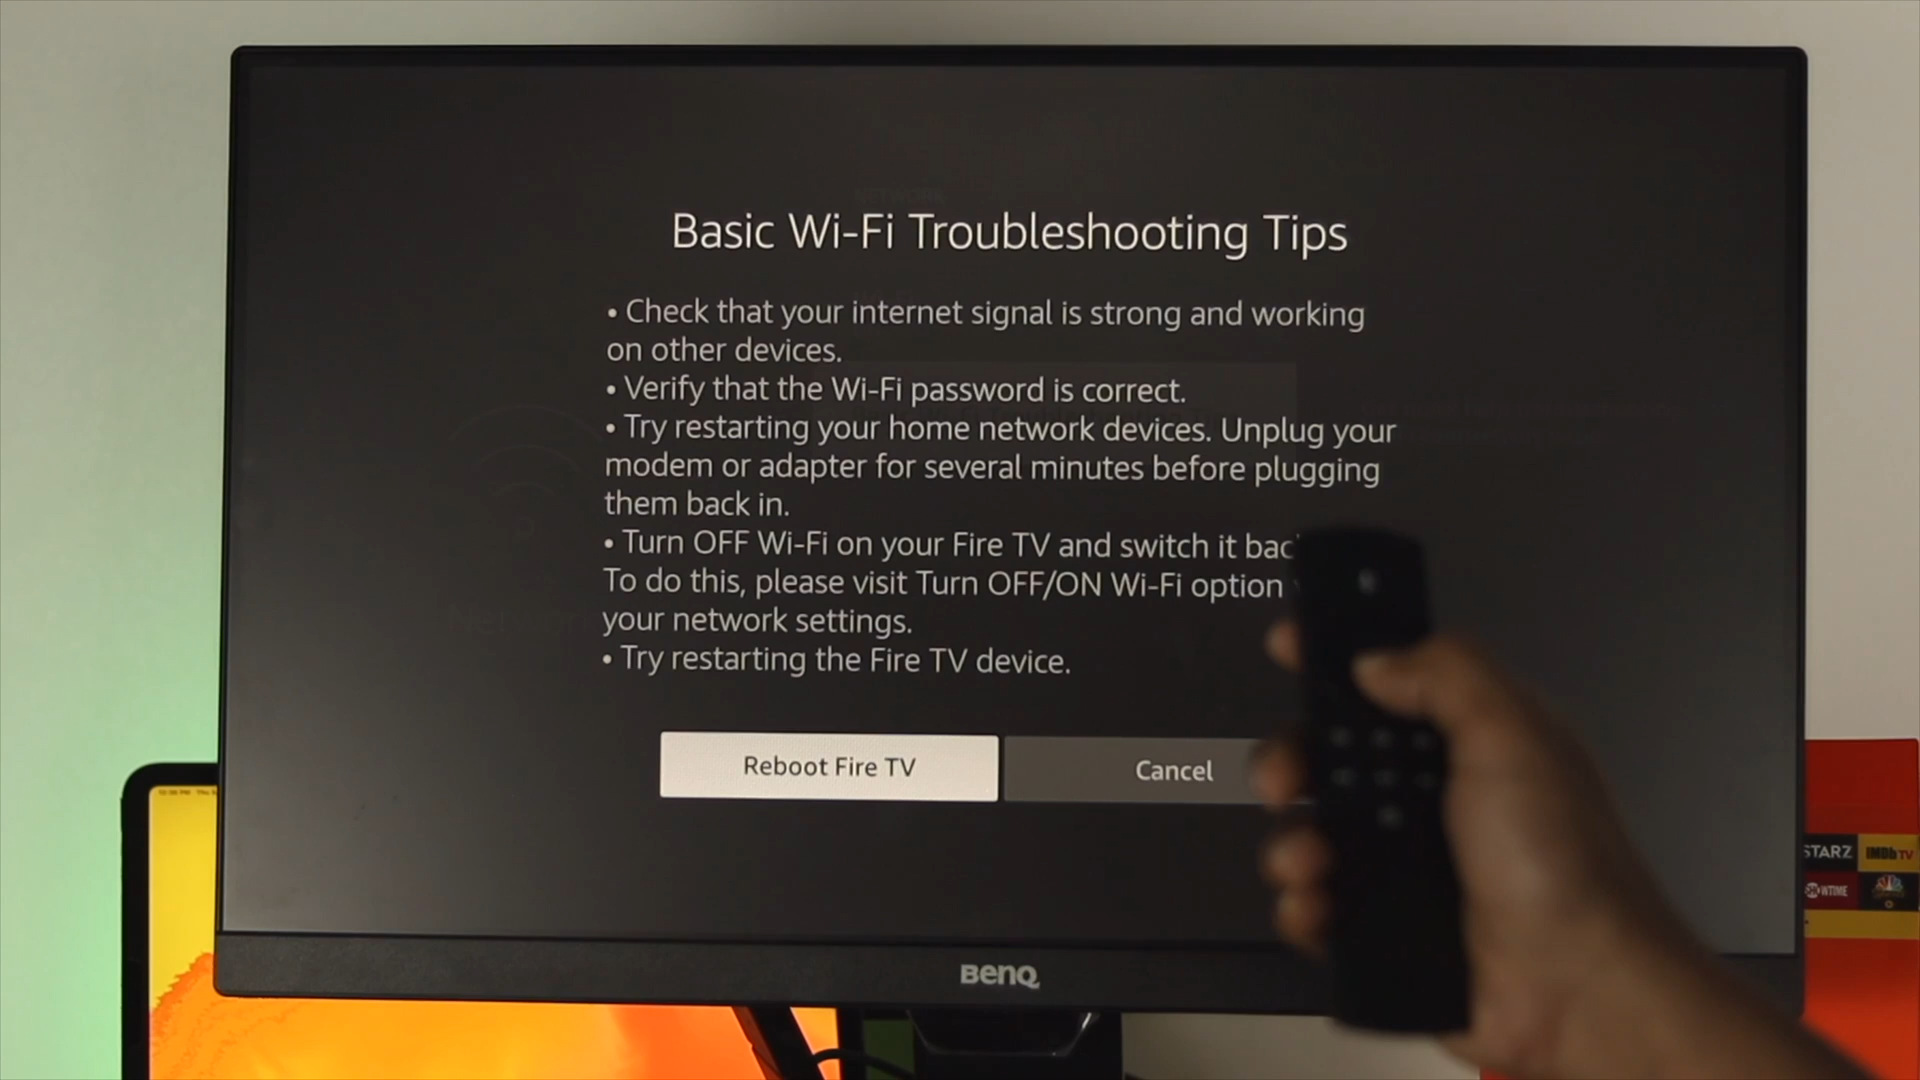 Basic Wi-Fi Troubleshooting Tips
• Check that your internet signal is strong and working
on other devices.
• Verify that the Wi-Fi password is correct.
• Try restarting your home network devices. Unplug your
modem or adapter for several minutes before plugging
them back in.
• Turn OFF Wi-Fi on your Fire TV and switch it bac
To do this, please visit Turn OFF/ON Wi-Fi option
your network settings.
• Try restarting the Fire TV device.
Reboot Fire TV
Cancel
STARZ
IMDb TV
SHOWTIME
BenQ